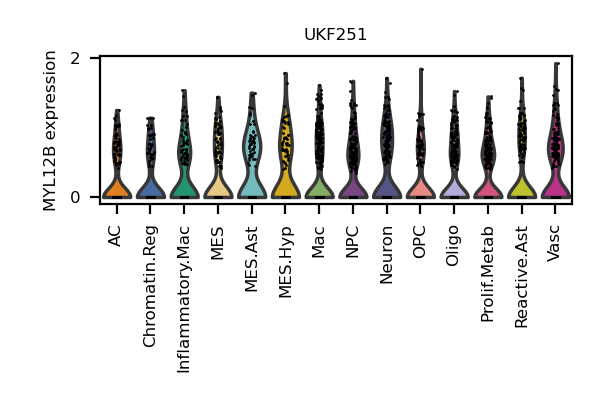 UKF251
MYL12B expression
2
0
AC
Chromatin.Reg
Inflammatory.Mac
MES
MES.Ast
MES.Hyp
Mac
NPC
Neuron
OPC
Oligo
Prolif.Metab
Reactive.Ast
Vasc